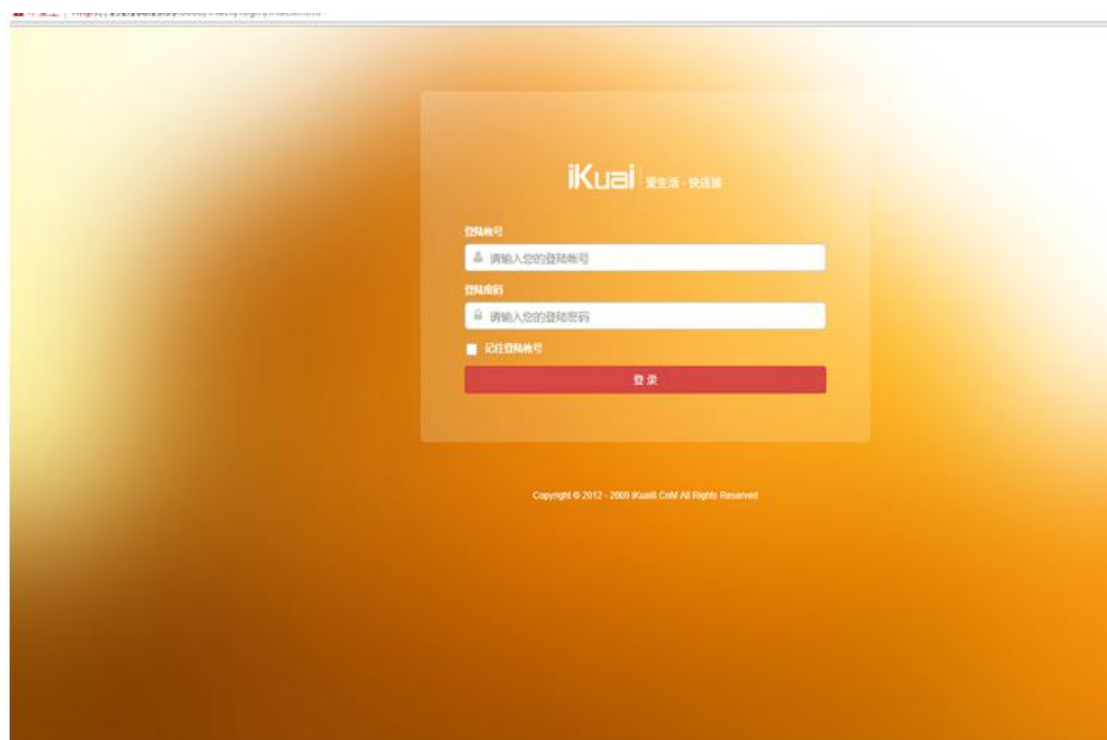 iKuai 爱生活 · 快连接
登陆帐号
请输入您的登陆帐号
登陆密码
请输入您的登陆密码
记住登陆帐号
登 录
Copyright © 2012 - 2009 iKuai8.CoM All Rights Reserved